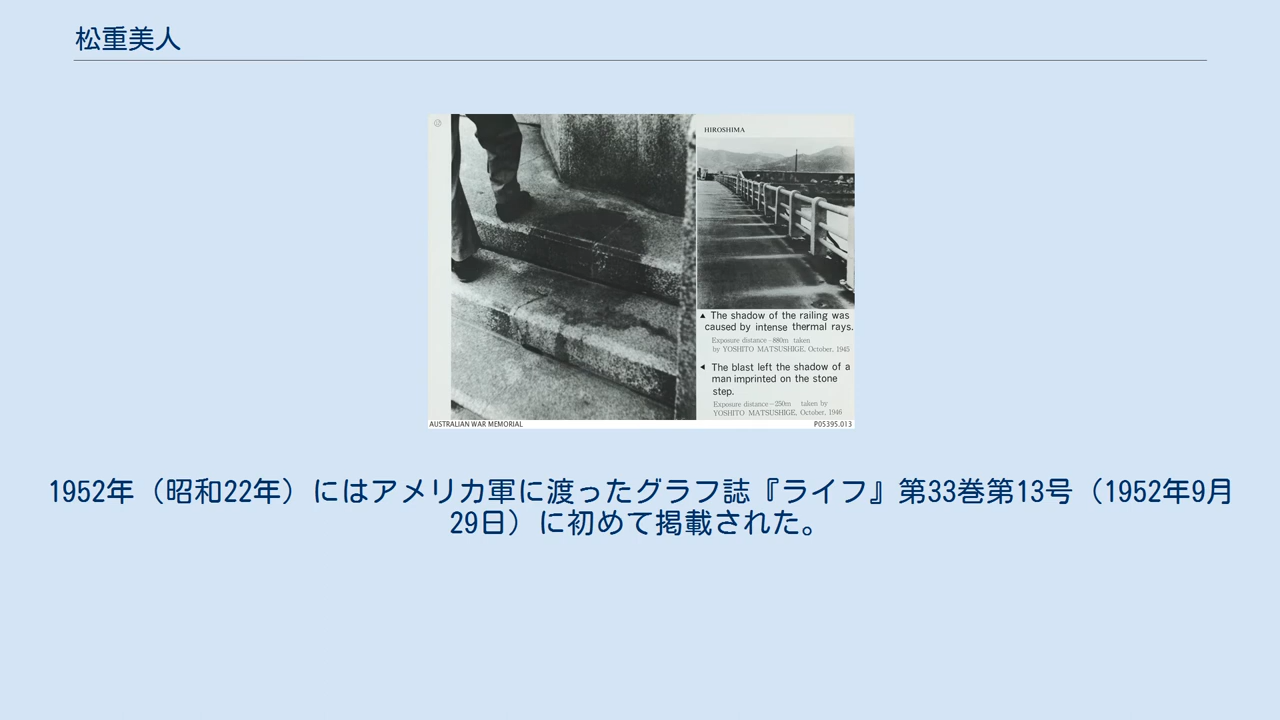 松重美人
HIROSHIMA
▲ The shadow of the railing was
caused by intense thermal rays.
Exposure distance－880m taken
by YOSHITO MATSUSHIGE, October, 1945
◀ The blast left the shadow of a
man imprinted on the stone
step.
Exposure distance－250m taken by
YOSHITO MATSUSHIGE, October, 1946
AUSTRALIAN WAR MEMORIAL
P05395.013
1952年（昭和22年）にはアメリカ軍に渡ったグラフ誌『ライフ』第33巻第13号（1952年9月
29日）に初めて掲載された。